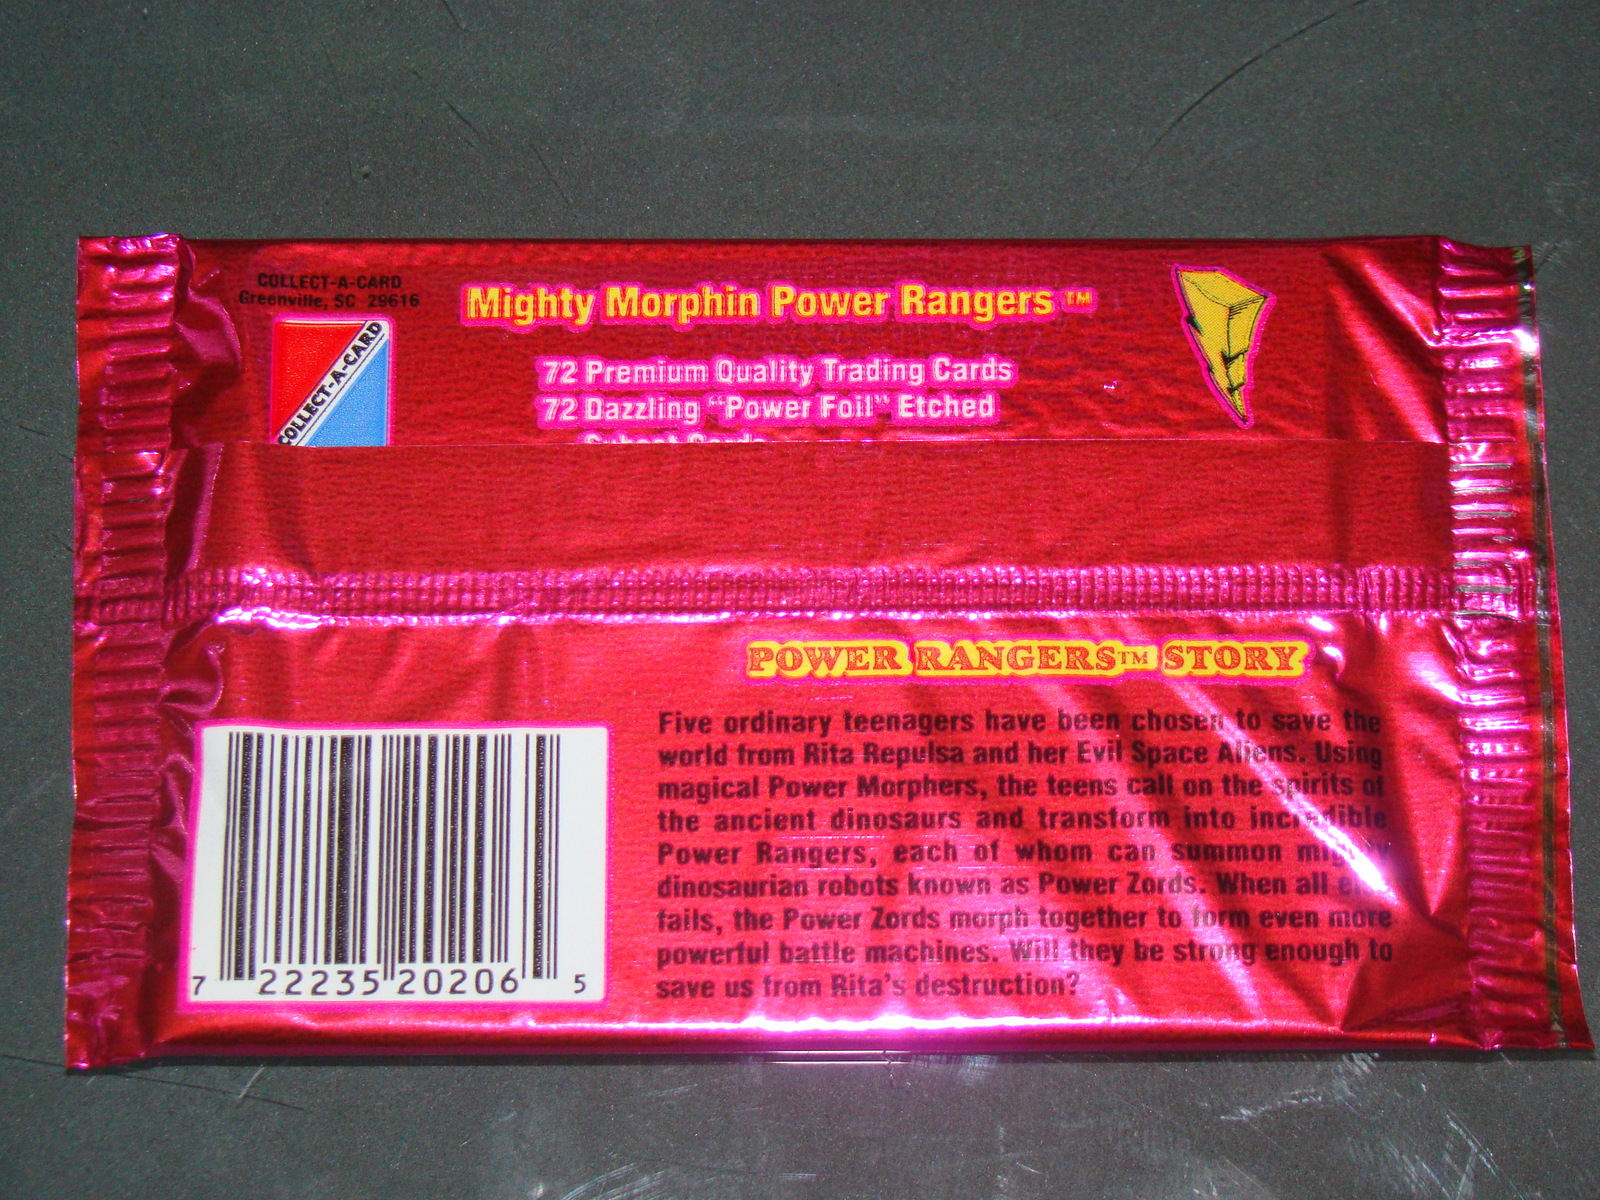 COLLECT-A-CARD
Greenville, SC 29616
COLLECT-A-CARD
Mighty Morphin Power Rangers™
72 Premium Quality Trading Cards
72 Dazzling "Power Foil" Etched
POWER RANGERS™ STORY
Five ordinary teenagers have been chosen to save the
world from Rita Repulsa and her Evil Space Aliens. Using
magical Power Morphers, the teens call on the spirits of
the ancient dinosaurs and transform into incredible
Power Rangers, each of whom can summon mighty
dinosaurian robots known as Power Zords. When all else
fails, the Power Zords morph together to form even more
powerful battle machines. Will they be strong enough to
save us from Rita's destruction?
7 22235 20206 5